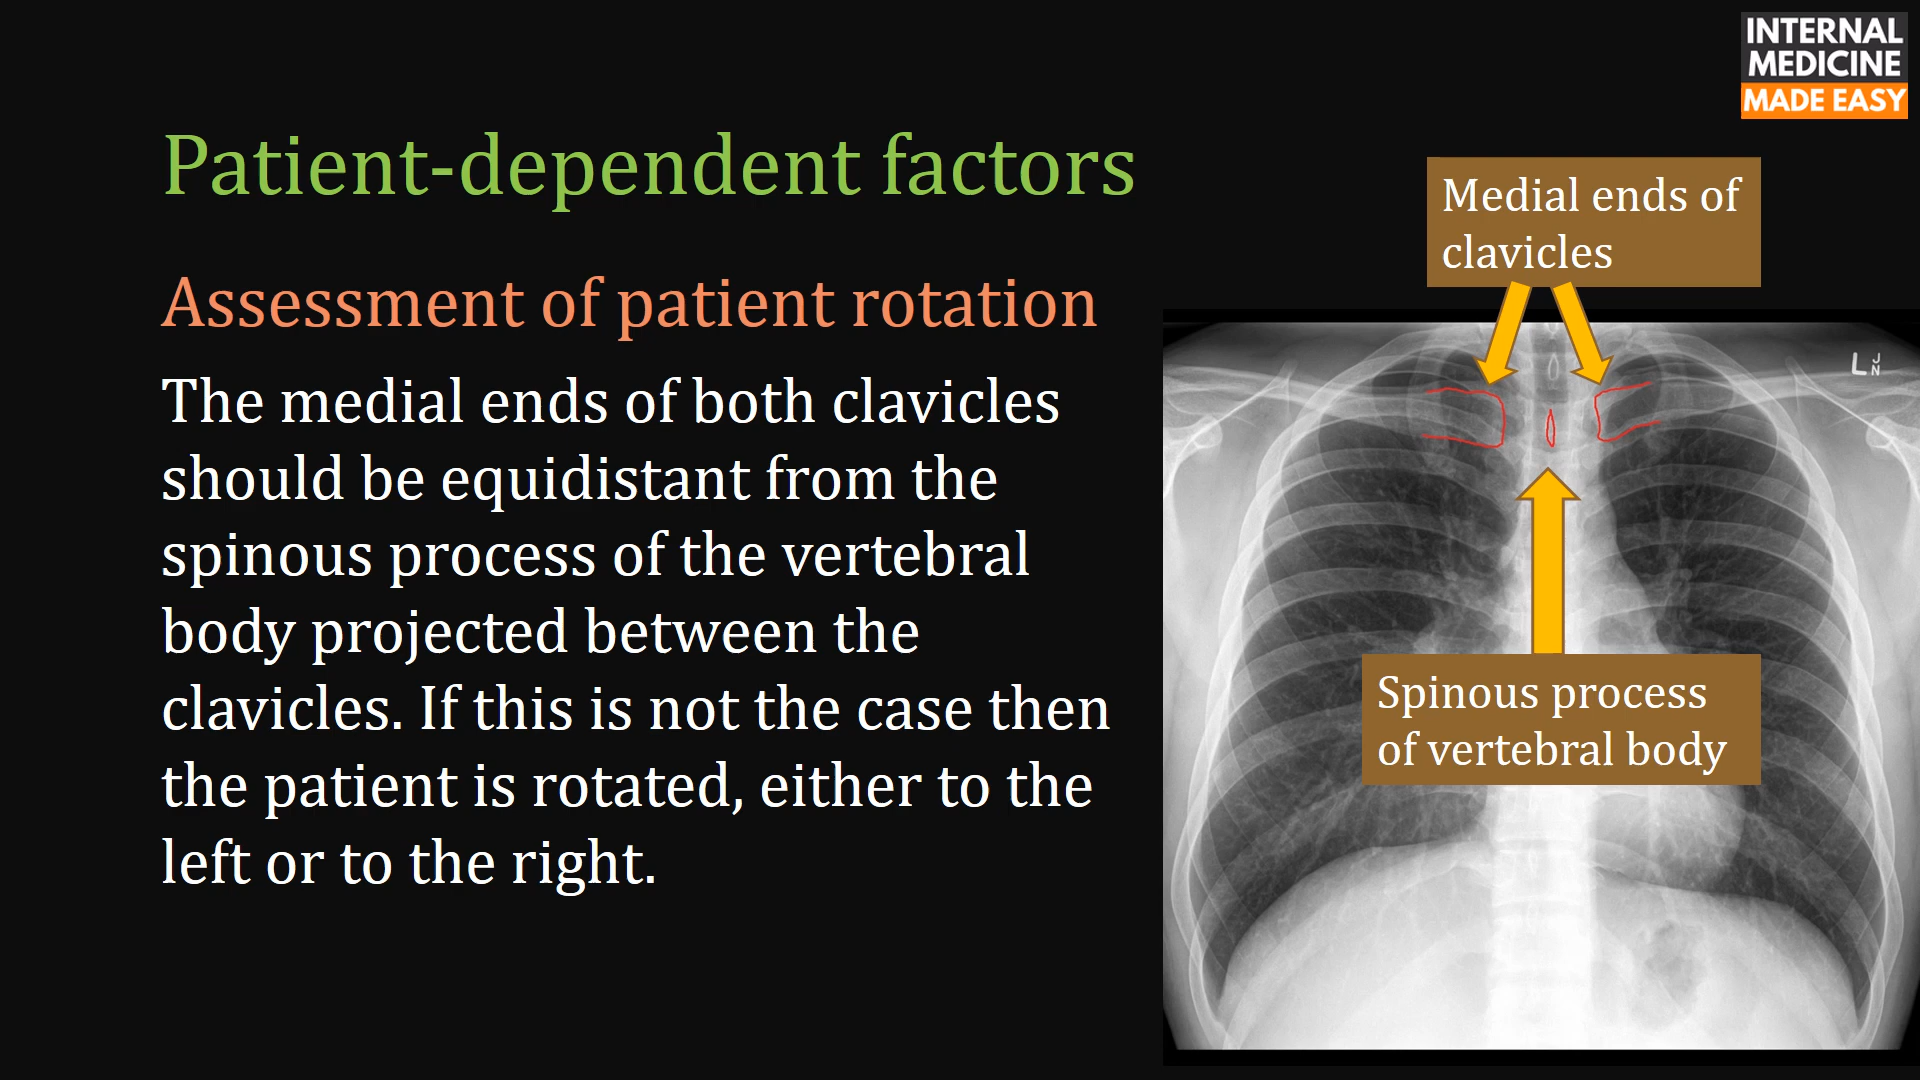 INTERNAL
MEDICINE
MADE EASY
Patient-dependent factors
Assessment of patient rotation
The medial ends of both clavicles
should be equidistant from the
spinous process of the vertebral
body projected between the
clavicles. If this is not the case then
the patient is rotated, either to the
left or to the right.
Medial ends of
clavicles
L J
N
Spinous process
of vertebral body